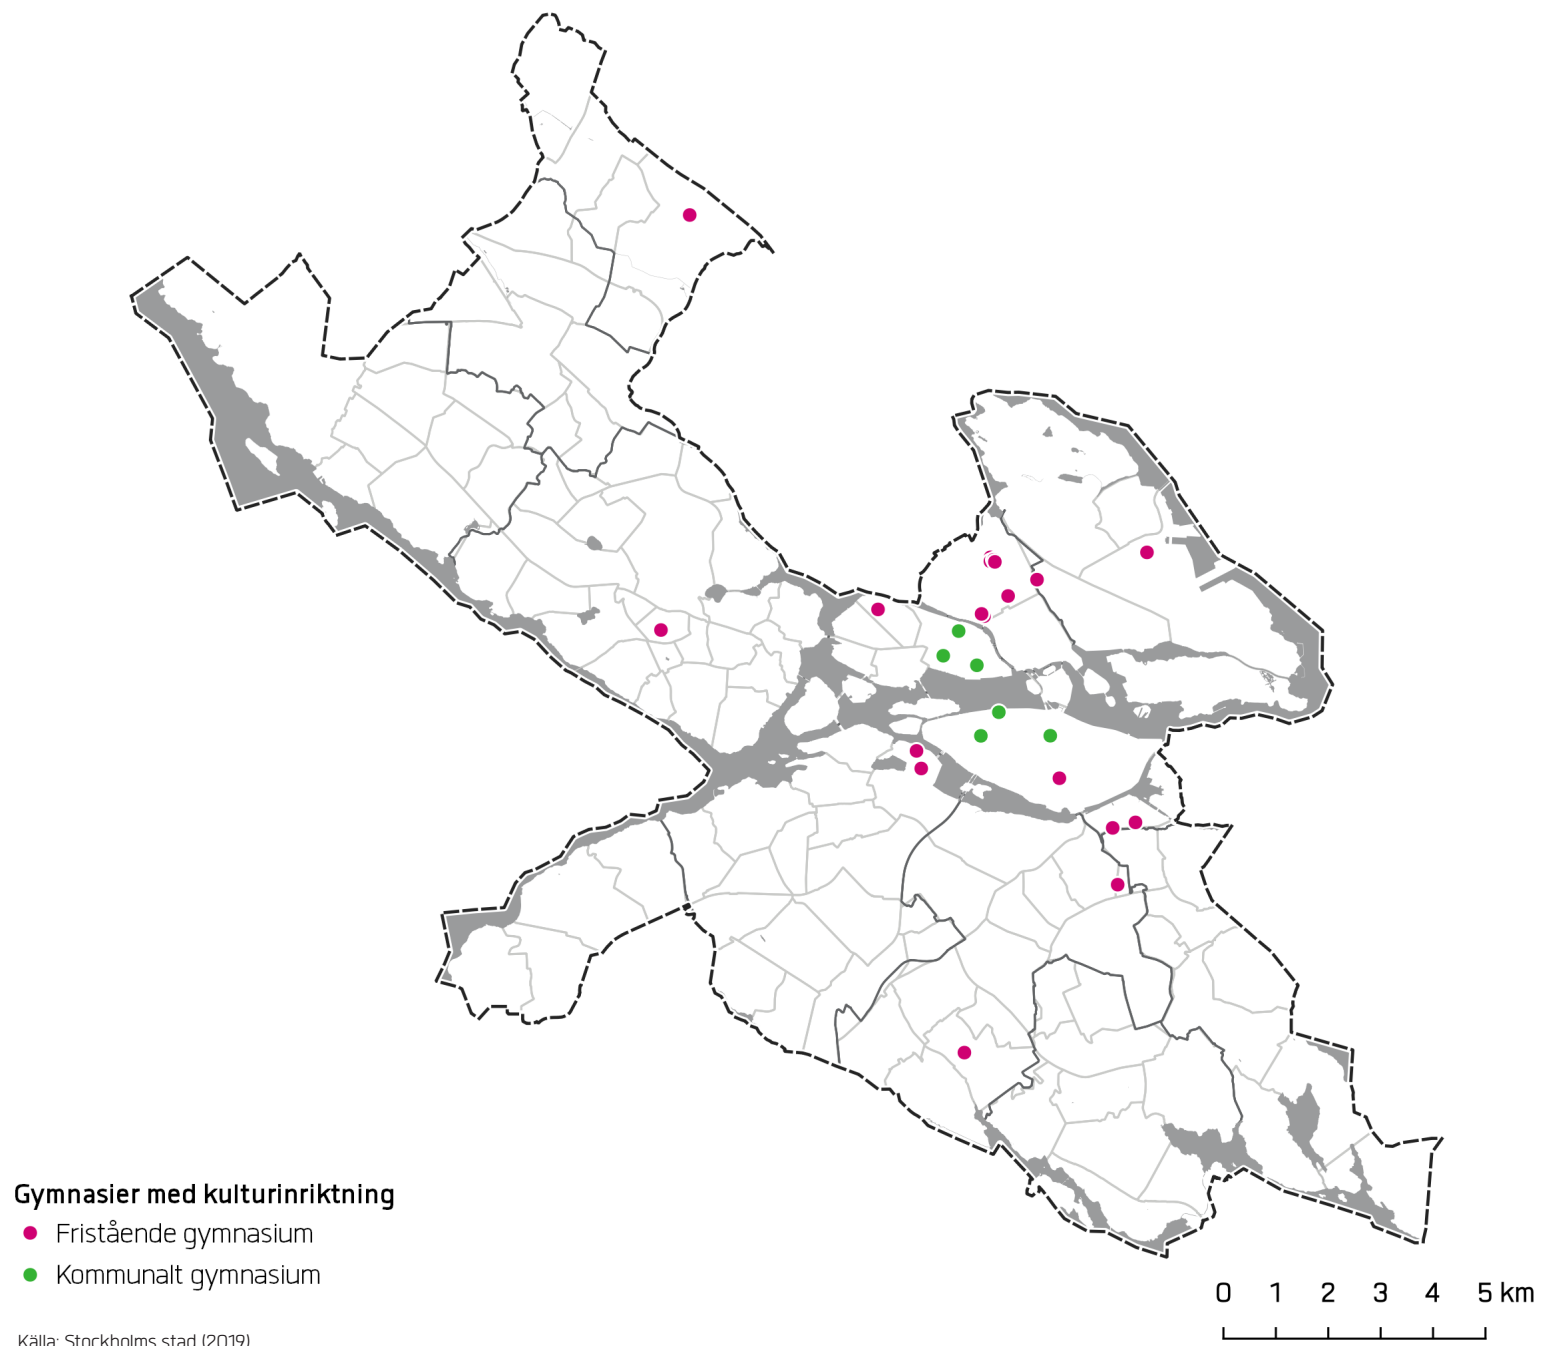 Gymnasier med kulturinriktning
Fristående gymnasium
Kommunalt gymnasium
Källa: Stockholms stad (2019)
0 1 2 3 4 5 km